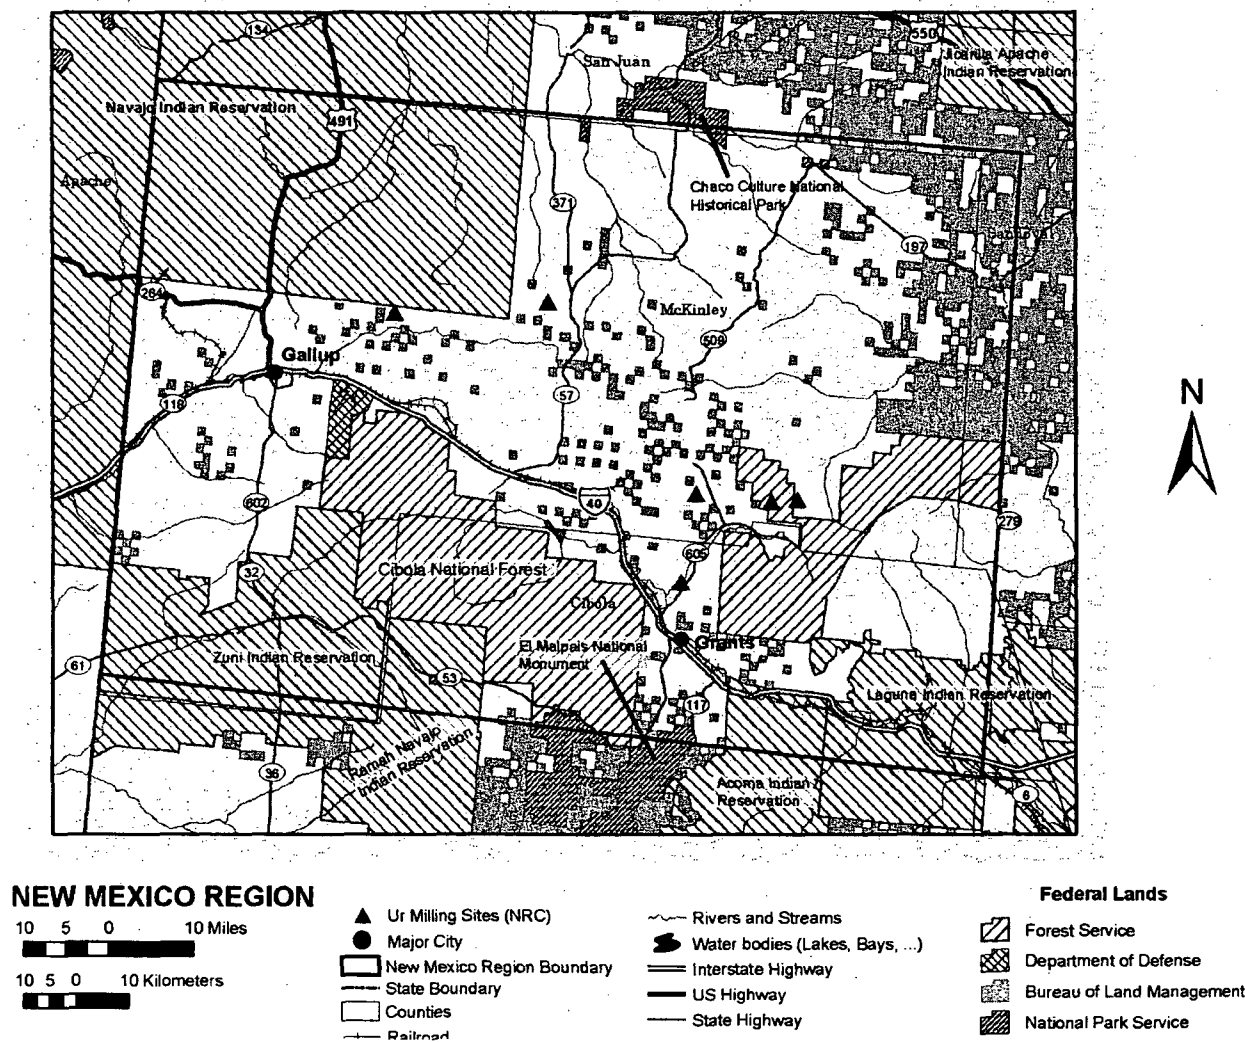 134
San Juan
550
Jicarilla Apache
Indian Reservation
Navajo Indian Reservation
491
Apache
Chaco Culture National
Historical Park
371
197
264
McKinley
509
Gallup
118
57
N
40
602
279
605
32
Cibola National Forest
Cibola
El Malpais National
Monument
Grants
61
Zuni Indian Reservation
53
Laguna Indian Reservation
117
Ramah Navajo
Indian Reservation
36
Acoma Indian
Reservation
6
NEW MEXICO REGION
10 5 0 10 Miles
10 5 0 10 Kilometers
Ur Milling Sites (NRC)
Major City
New Mexico Region Boundary
State Boundary
Counties
Railroad
Rivers and Streams
Water bodies (Lakes, Bays, ...)
Interstate Highway
US Highway
State Highway
Federal Lands
Forest Service
Department of Defense
Bureau of Land Management
National Park Service